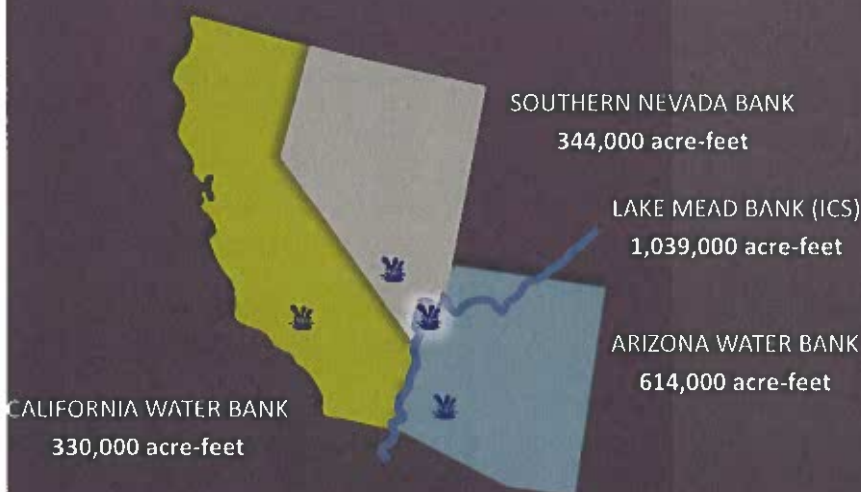 SOUTHERN NEVADA BANK
344,000 acre-feet
LAKE MEAD BANK (ICS)
1,039,000 acre-feet
ARIZONA WATER BANK
614,000 acre-feet
CALIFORNIA WATER BANK
330,000 acre-feet